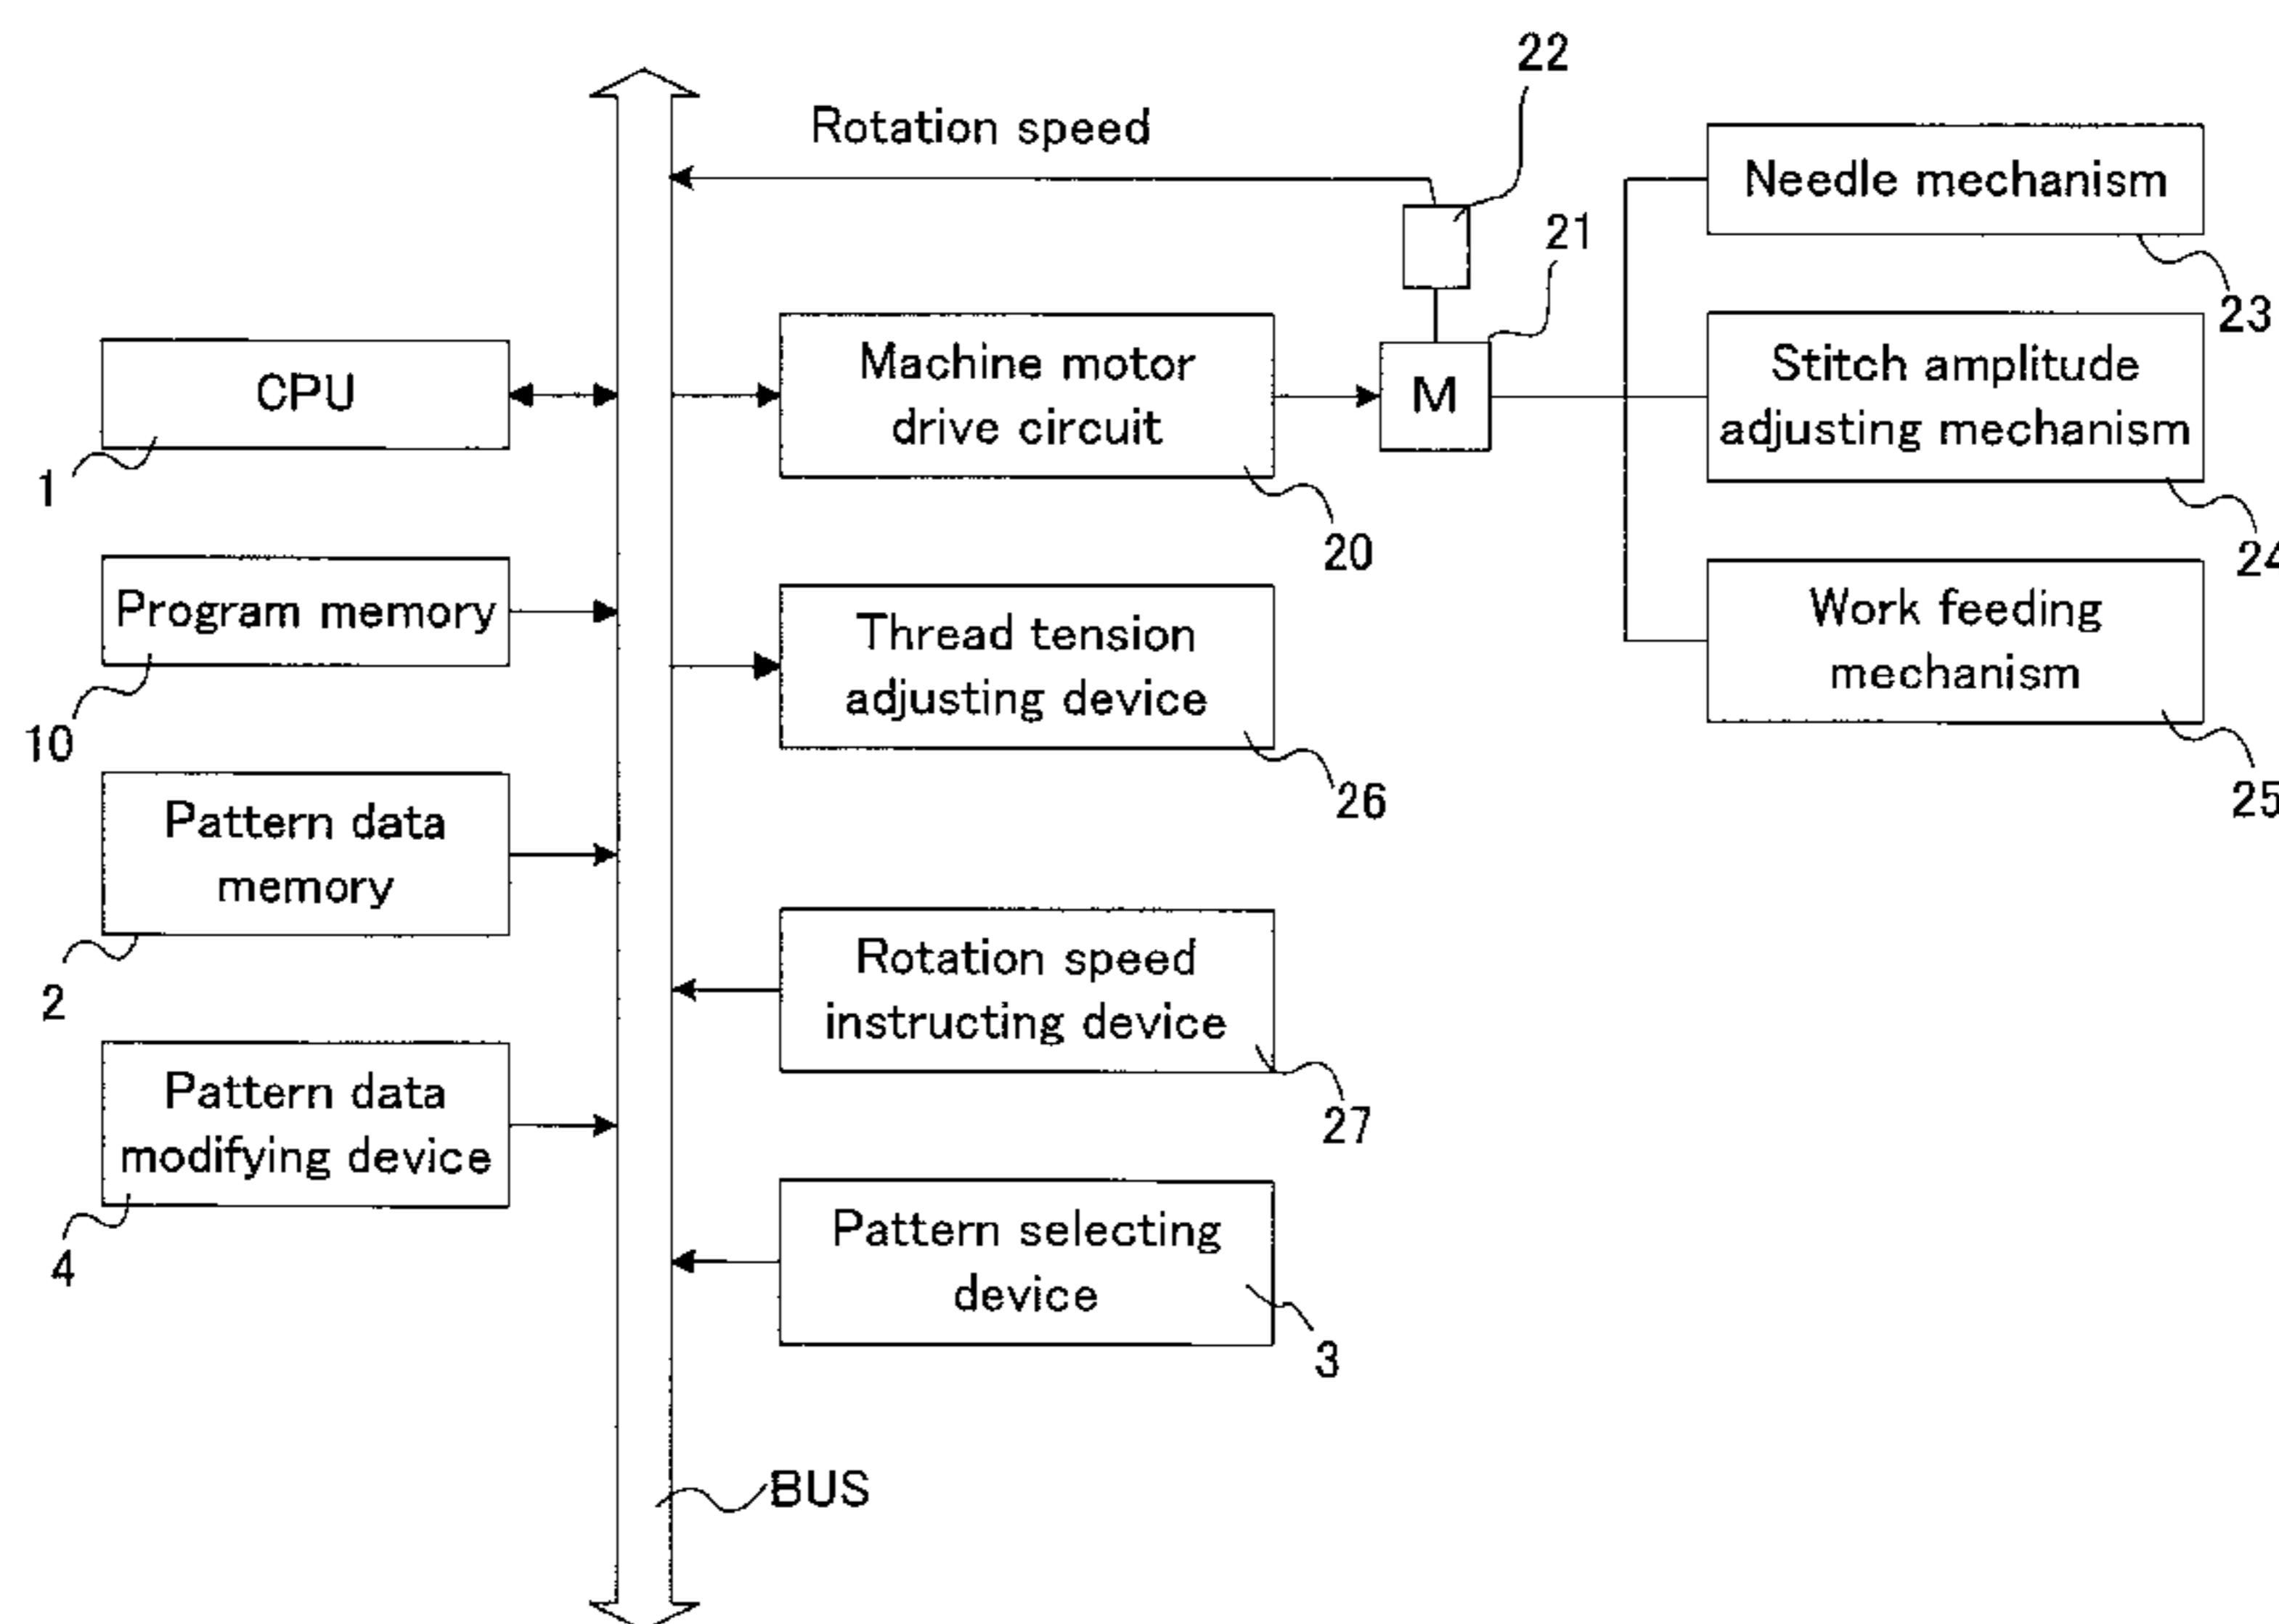 22
Rotation speed
Needle mechanism
21
23
Machine motor
drive circuit
M
Stitch amplitude
adjusting mechanism
CPU
1
20
24
Program memory
Thread tension
adjusting device
Work feeding
mechanism
10
26
25
Pattern data
memory
2
Rotation speed
instructing device
27
Pattern data
modifying device
4
Pattern selecting
device
3
BUS